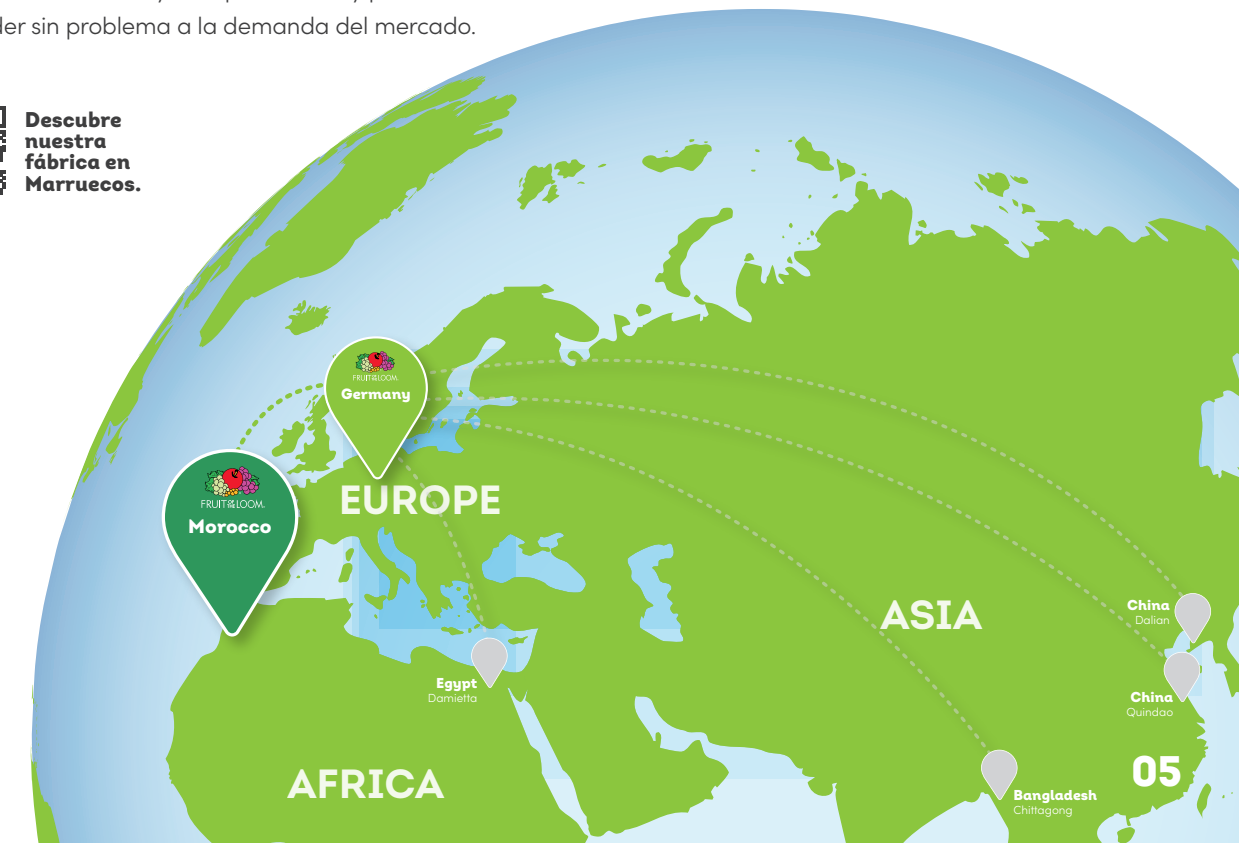 sin problema a la demanda del mercado.
Descubre
nuestra
fábrica en
Marruecos.
FRUIT OF THE LOOM.
Germany
FRUIT OF THE LOOM.
Morocco
EUROPE
ASIA
China
Dalian
Egypt
Damietta
China
Quindao
AFRICA
05
Bangladesh
Chittagong